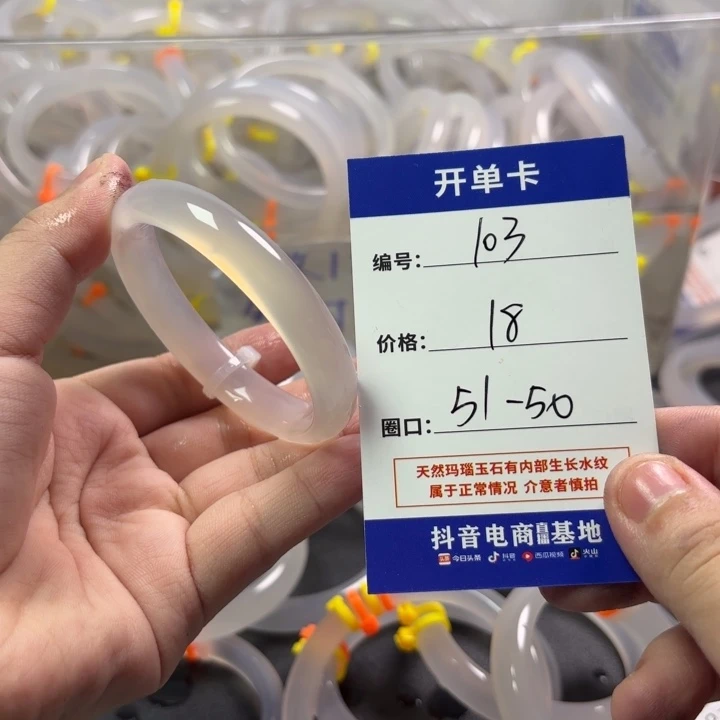 开单卡
编号: 103
价格: 18
圈口: 51-50
天然玛瑙玉石有内部生长水纹
属于正常情况 介意者慎拍
抖音电商直播基地
头条 今日头条 抖音 西瓜视频 火山